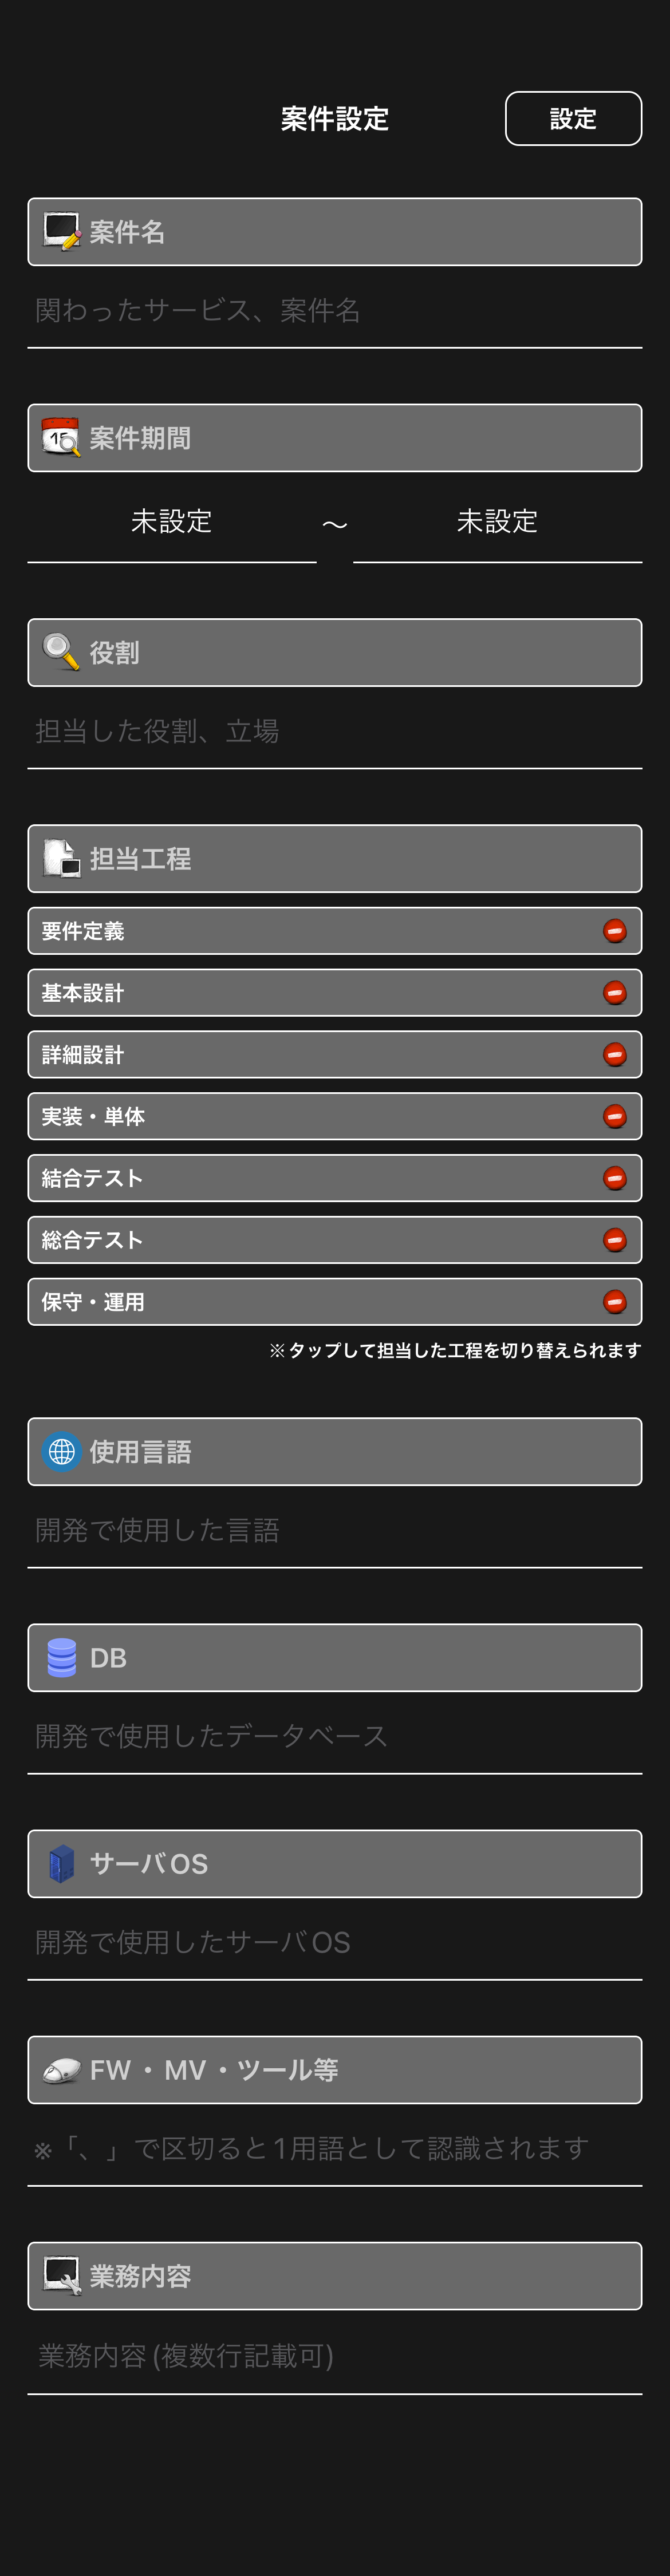 案件設定
設定
案件名
関わったサービス、案件名
15
案件期間
未設定 〜 未設定
役割
担当した役割、立場
担当工程
要件定義
基本設計
詳細設計
実装・単体
結合テスト
総合テスト
保守・運用
※タップして担当した工程を切り替えられます
使用言語
開発で使用した言語
DB
開発で使用したデータベース
サーバOS
開発で使用したサーバOS
FW・MV・ツール等
※「、」で区切ると1用語として認識されます
業務内容
業務内容(複数行記載可)